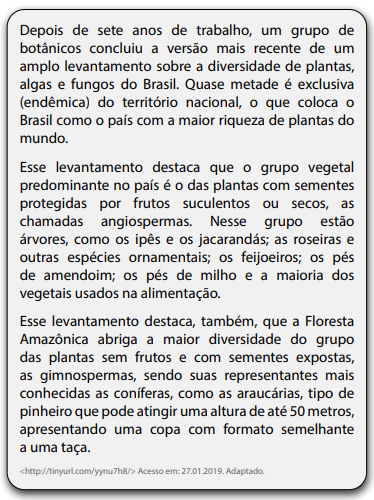 Depois de sete anos de trabalho, um grupo de
botânicos concluiu a versão mais recente de um
amplo levantamento sobre a diversidade de plantas,
algas e fungos do Brasil. Quase metade é exclusiva
(endêmica) do território nacional, o que coloca o
Brasil como o país com a maior riqueza de plantas do
mundo.
Esse levantamento destaca que o grupo vegetal
predominante no país é o das plantas com sementes
protegidas por frutos suculentos ou secos, as
chamadas angiospermas. Nesse grupo estão
árvores, como os ipês e os jacarandás; as roseiras e
outras espécies ornamentais; os feijoeiros; os pés
de amendoim; os pés de milho e a maioria dos
vegetais usados na alimentação.
Esse levantamento destaca, também, que a Floresta
Amazônica abriga a maior diversidade do grupo
das plantas sem frutos e com sementes expostas,
as gimnospermas, sendo suas representantes mais
conhecidas as coníferas, como as araucárias, tipo de
pinheiro que pode atingir uma altura de até 50 metros,
apresentando uma copa com formato semelhante
a uma taça.
<http://tinyurl.com/yynu7h8/> Acesso em: 27.01.2019. Adaptado.